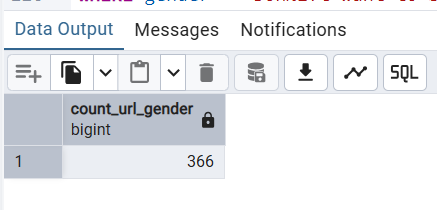 Data Output Messages Notifications
SQL
count_url_gender
bigint
1 366